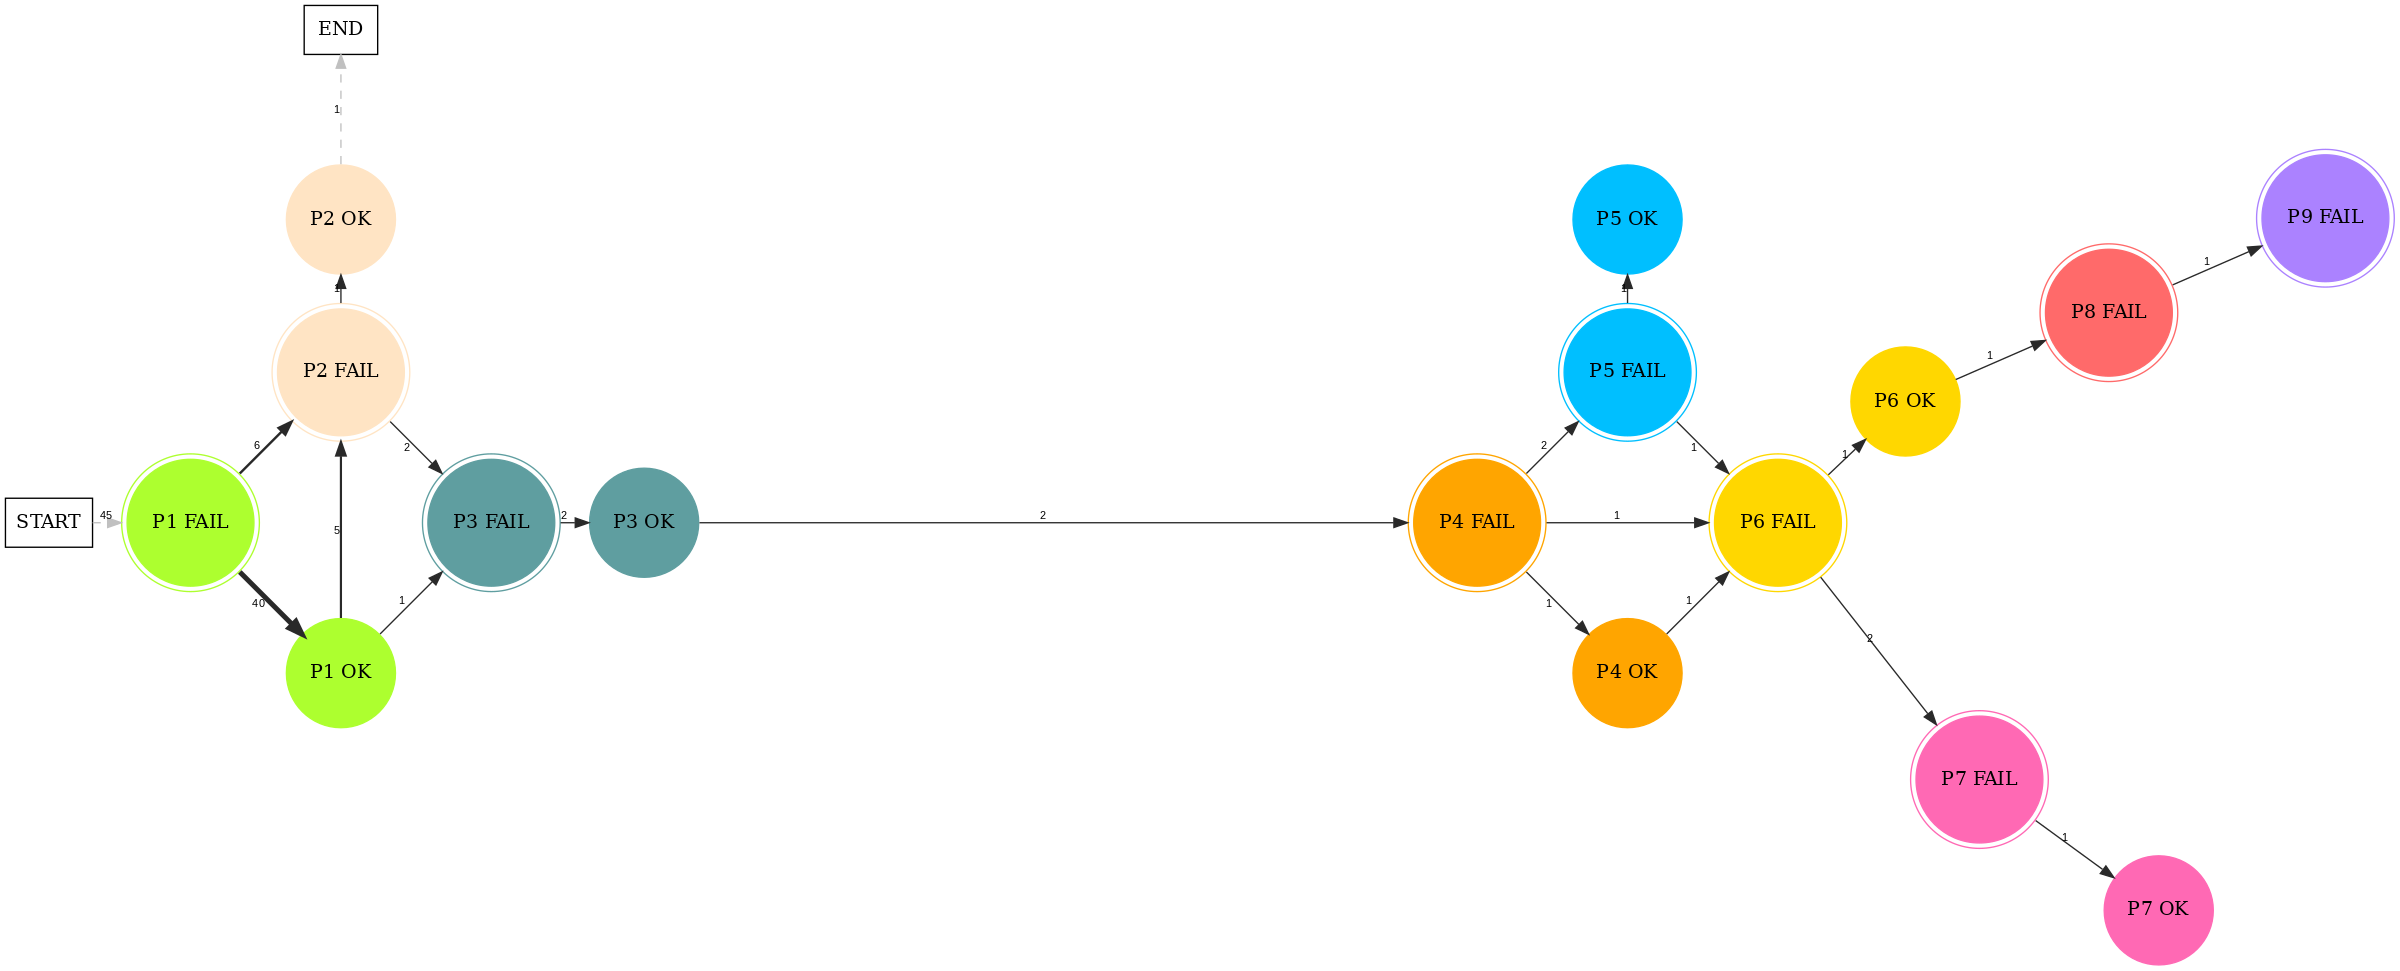 END
1
P2 OK
P5 OK
P9 FAIL
1
1
P8 FAIL
P2 FAIL
P5 FAIL
1
P6 OK
6
2
2
1
1
START
45
P1 FAIL
P3 FAIL
2
P3 OK
2
P4 FAIL
1
P6 FAIL
5
40
1
1
1
2
P1 OK
P4 OK
P7 FAIL
1
P7 OK